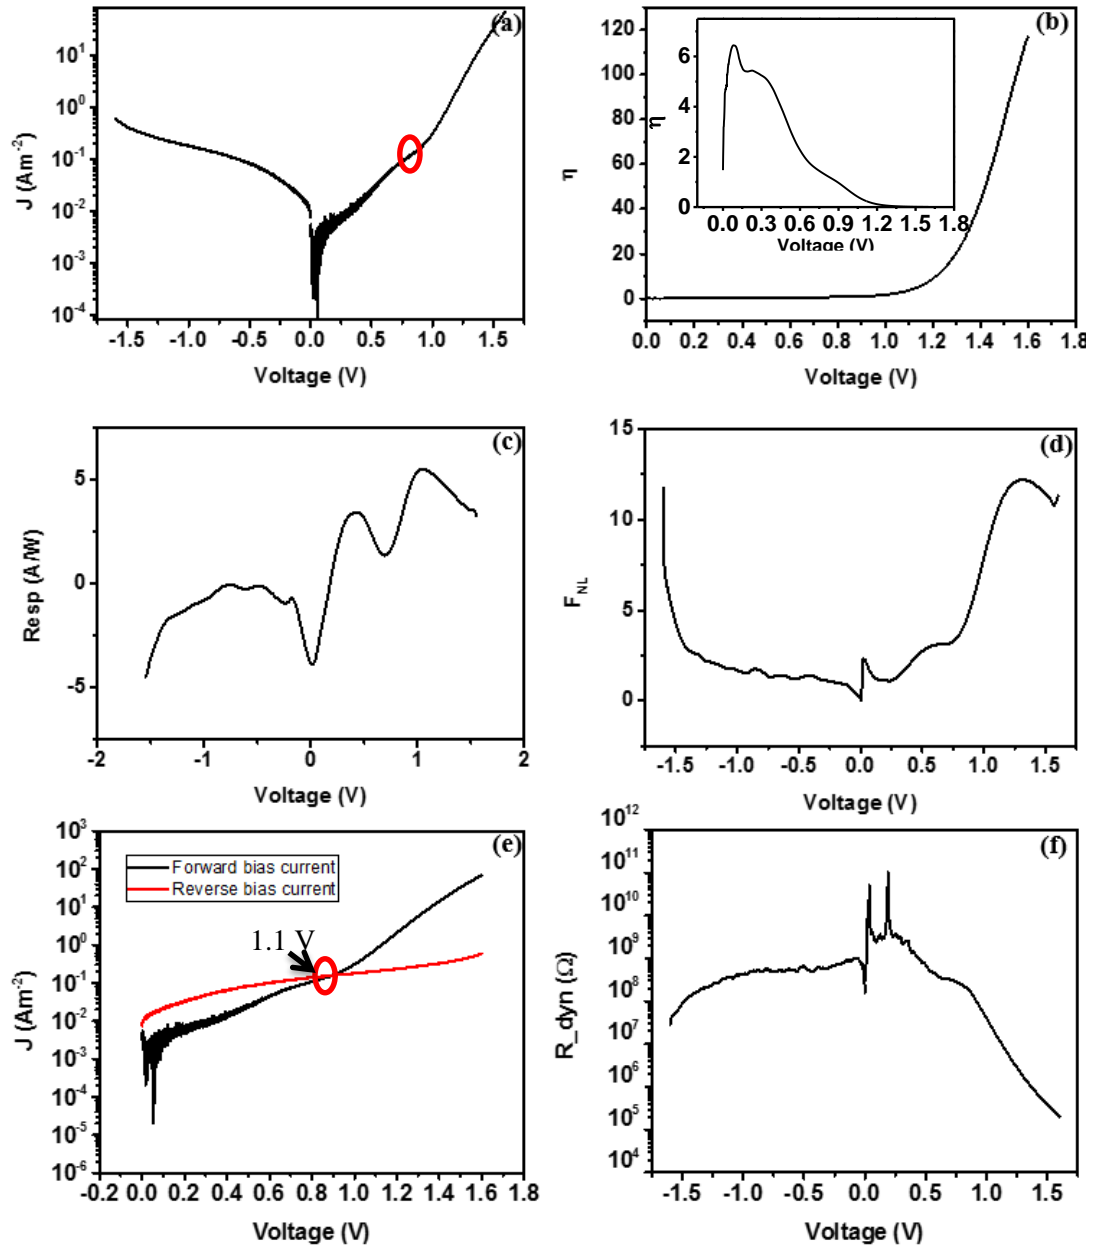 (a)
10^1
10^0
10^-1
10^-2
10^-3
10^-4
J (Am^-2)
-1.5 -1.0 -0.5 0.0 0.5 1.0 1.5
Voltage (V)
(b)
120
100
80
60
40
20
0
η
0.0 0.2 0.4 0.6 0.8 1.0 1.2 1.4 1.6 1.8
Voltage (V)
6
4
2
0
η
0.0 0.3 0.6 0.9 1.2 1.5 1.8
Voltage (V)
(c)
5
0
-5
Resp (A/W)
-2 -1 0 1 2
Voltage (V)
(d)
15
10
5
0
F_NL
-1.5 -1.0 -0.5 0.0 0.5 1.0 1.5
Voltage (V)
(e)
10^3
10^2
10^1
10^0
10^-1
10^-2
10^-3
10^-4
10^-5
10^-6
J (Am^-2)
Forward bias current
Reverse bias current
1.1 V
-0.2 0.0 0.2 0.4 0.6 0.8 1.0 1.2 1.4 1.6 1.8
Voltage (V)
(f)
10^12
10^11
10^10
10^9
10^8
10^7
10^6
10^5
10^4
R_dyn (Ω)
-1.5 -1.0 -0.5 0.0 0.5 1.0 1.5
Voltage (V)